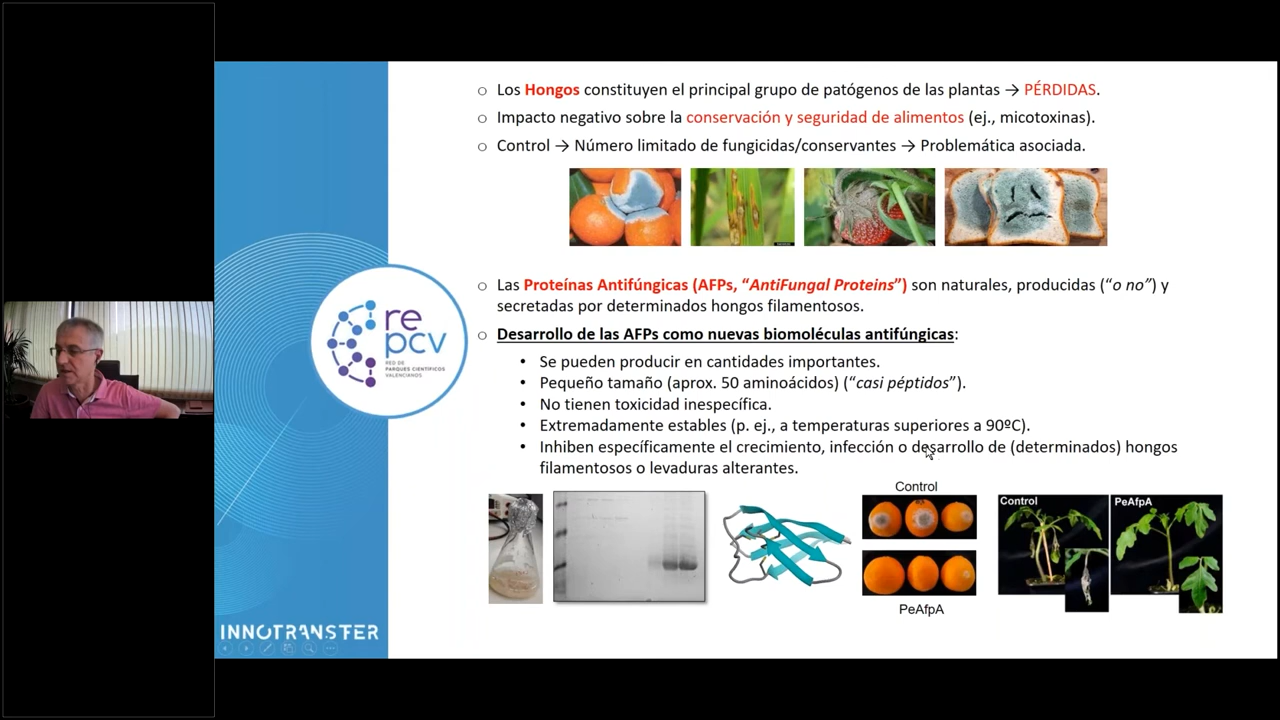 ○ Los Hongos constituyen el principal grupo de patógenos de las plantas → PÉRDIDAS.
○ Impacto negativo sobre la conservación y seguridad de alimentos (ej., micotoxinas).
○ Control → Número limitado de fungicidas/conservantes → Problemática asociada.
○ Las Proteínas Antifúngicas (AFPs, “AntiFungal Proteins”) son naturales, producidas (“o no”) y
secretadas por determinados hongos filamentosos.
○ Desarrollo de las AFPs como nuevas biomoléculas antifúngicas:
• Se pueden producir en cantidades importantes.
• Pequeño tamaño (aprox. 50 aminoácidos) (“casi péptidos”).
• No tienen toxicidad inespecífica.
• Extremadamente estables (p. ej., a temperaturas superiores a 90ºC).
• Inhiben específicamente el crecimiento, infección o desarrollo de (determinados) hongos
filamentosos o levaduras alterantes.
Control
PeAfpA
Control
PeAfpA
re
pcv
RED DE
PARQUES CIENTÍFICOS
VALENCIANOS
INNOTRANSFER